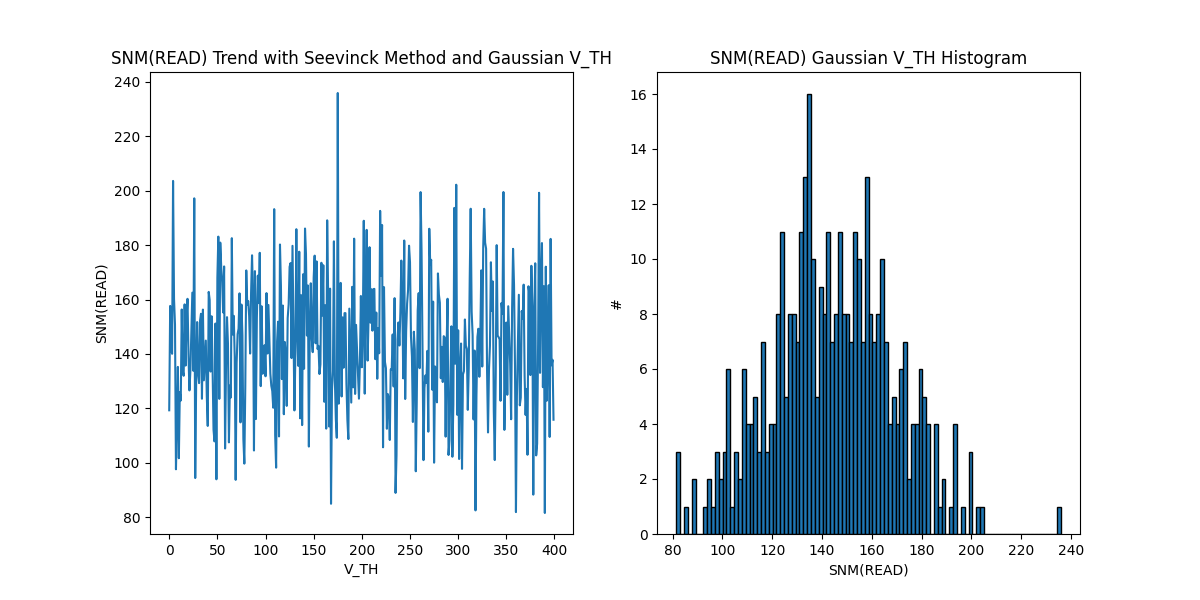 SNM(READ) Trend with Seevinck Method and Gaussian V_TH
240
220
200
180
160
140
120
100
80
SNM(READ)
0 50 100 150 200 250 300 350 400
V_TH
SNM(READ) Gaussian V_TH Histogram
16
14
12
10
8
6
4
2
0
#
80 100 120 140 160 180 200 220 240
SNM(READ)